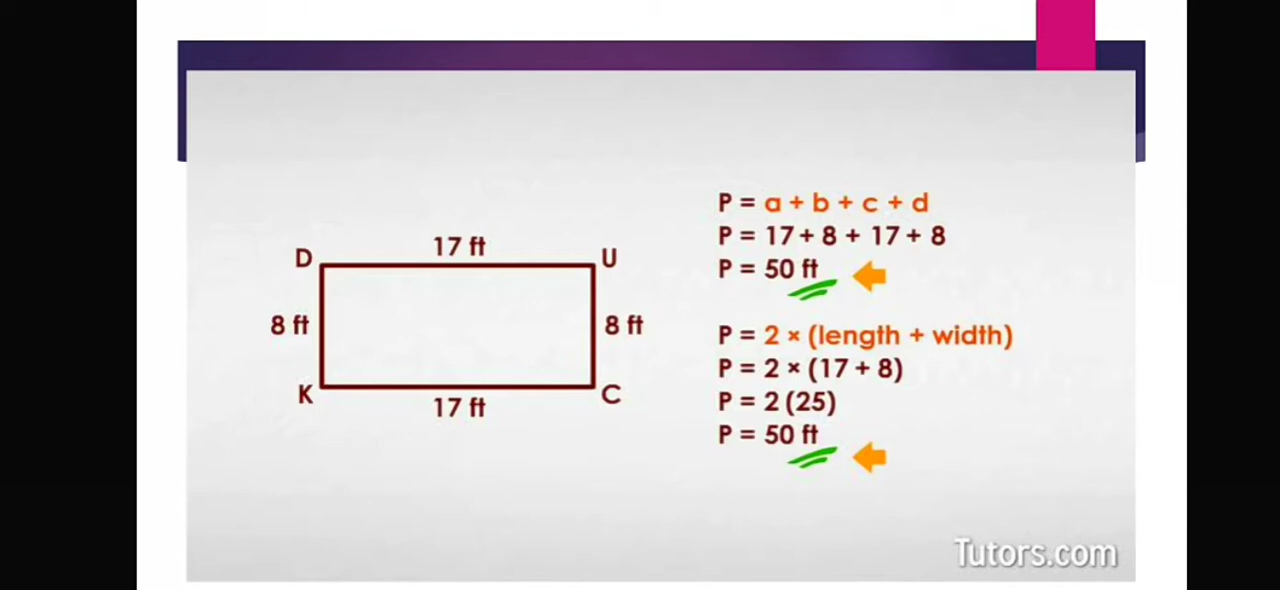 17 ft
D
U
8 ft
8 ft
K
C
17 ft
P = a + b + c + d
P = 17 + 8 + 17 + 8
P = 50 ft
P = 2 × (length + width)
P = 2 × (17 + 8)
P = 2 (25)
P = 50 ft
Tutors.com